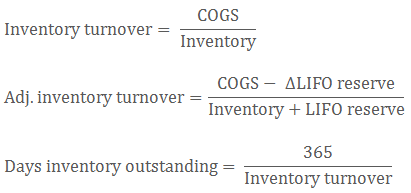 Inventory turnover = COGS / Inventory
Adj. inventory turnover = COGS − ΔLIFO reserve / Inventory + LIFO reserve
Days inventory outstanding = 365 / Inventory turnover